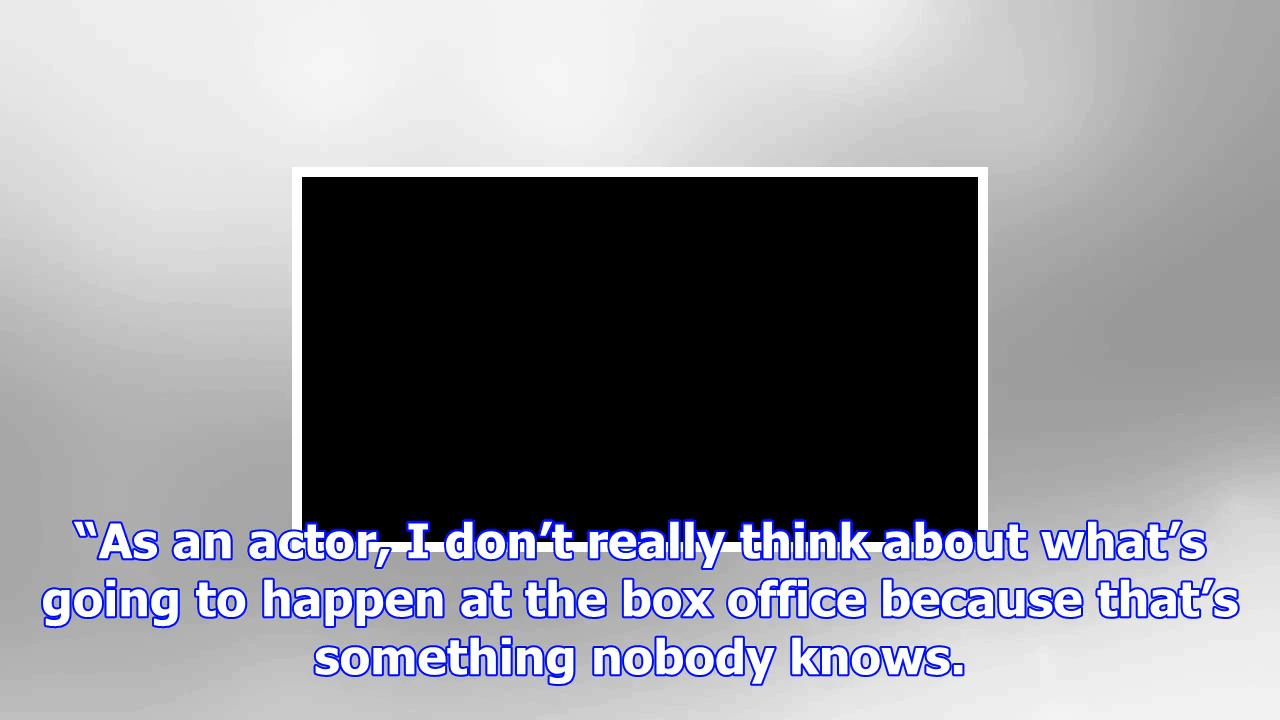 “As an actor, I don’t really think about what’s
going to happen at the box office because that’s
something nobody knows.